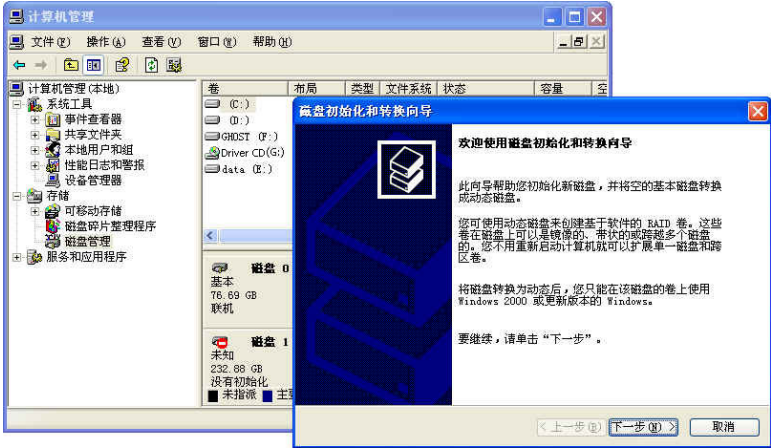 计算机管理
文件(F) 操作(A) 查看(V) 窗口(W) 帮助(H)
计算机管理(本地)
系统工具
事件查看器
共享文件夹
本地用户和组
性能日志和警报
设备管理器
存储
可移动存储
磁盘碎片整理程序
磁盘管理
服务和应用程序
卷 布局 类型 文件系统 状态 容量 空
(C:)
(D:)
GHOST (F:)
Driver CD(G:)
data (E:)
磁盘 0
基本
76.69 GB
联机
磁盘 1
未知
232.88 GB
没有初始化
未指派 主要
磁盘初始化和转换向导
欢迎使用磁盘初始化和转换向导
此向导帮助您初始化新磁盘，并将空的基本磁盘转换
成动态磁盘。
您可使用动态磁盘来创建基于软件的 RAID 卷。这些
卷在磁盘上可以是镜像的、带状的或跨越多个磁盘
的。您不用重新启动计算机就可以扩展单一磁盘和跨
区卷。
将磁盘转换为动态后，您只能在该磁盘的卷上使用
Windows 2000 或更新版本的 Windows。
要继续，请单击“下一步”。
< 上一步(B) 下一步(N) > 取消